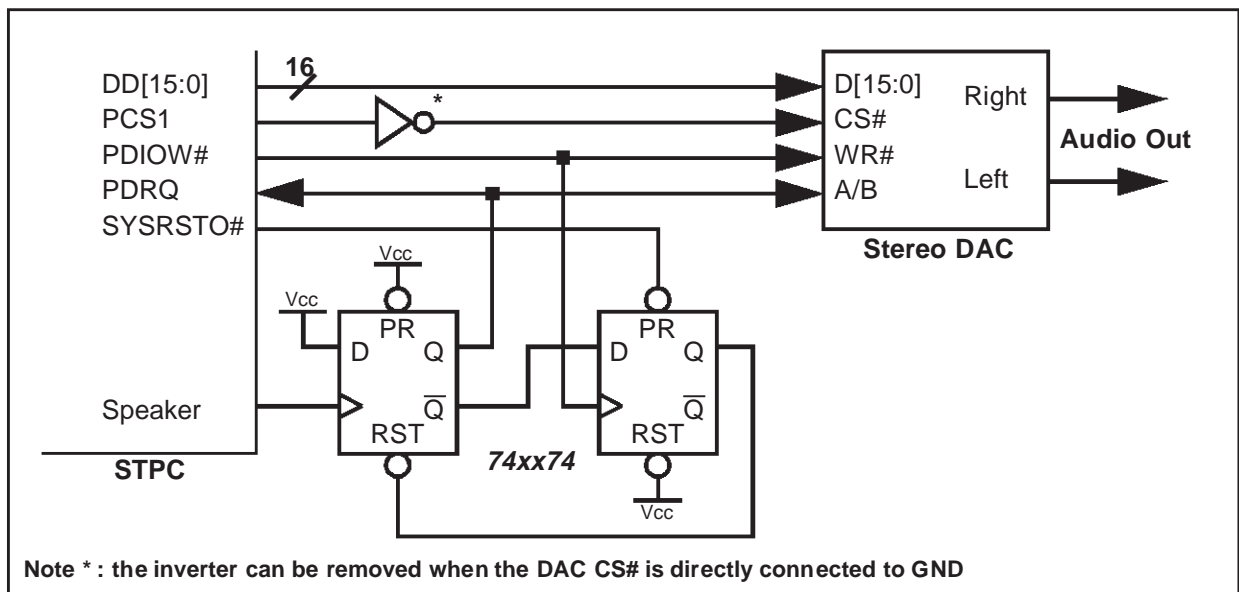 16
DD[15:0]
PCS1
*
PDIOW#
PDRQ
SYSRSTO#
Speaker
STPC
D[15:0]
CS#
WR#
A/B
Right
Left
Audio Out
Stereo DAC
Vcc
Vcc
PR
D Q
Q̅
RST
74xx74
PR
D Q
Q̅
RST
Vcc
Note * : the inverter can be removed when the DAC CS# is directly connected to GND